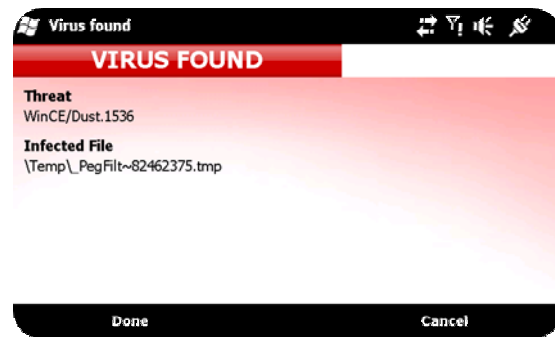 Virus found
VIRUS FOUND
Threat
WinCE/Dust.1536
Infected File
\Temp\_PegFilt~82462375.tmp
Done Cancel